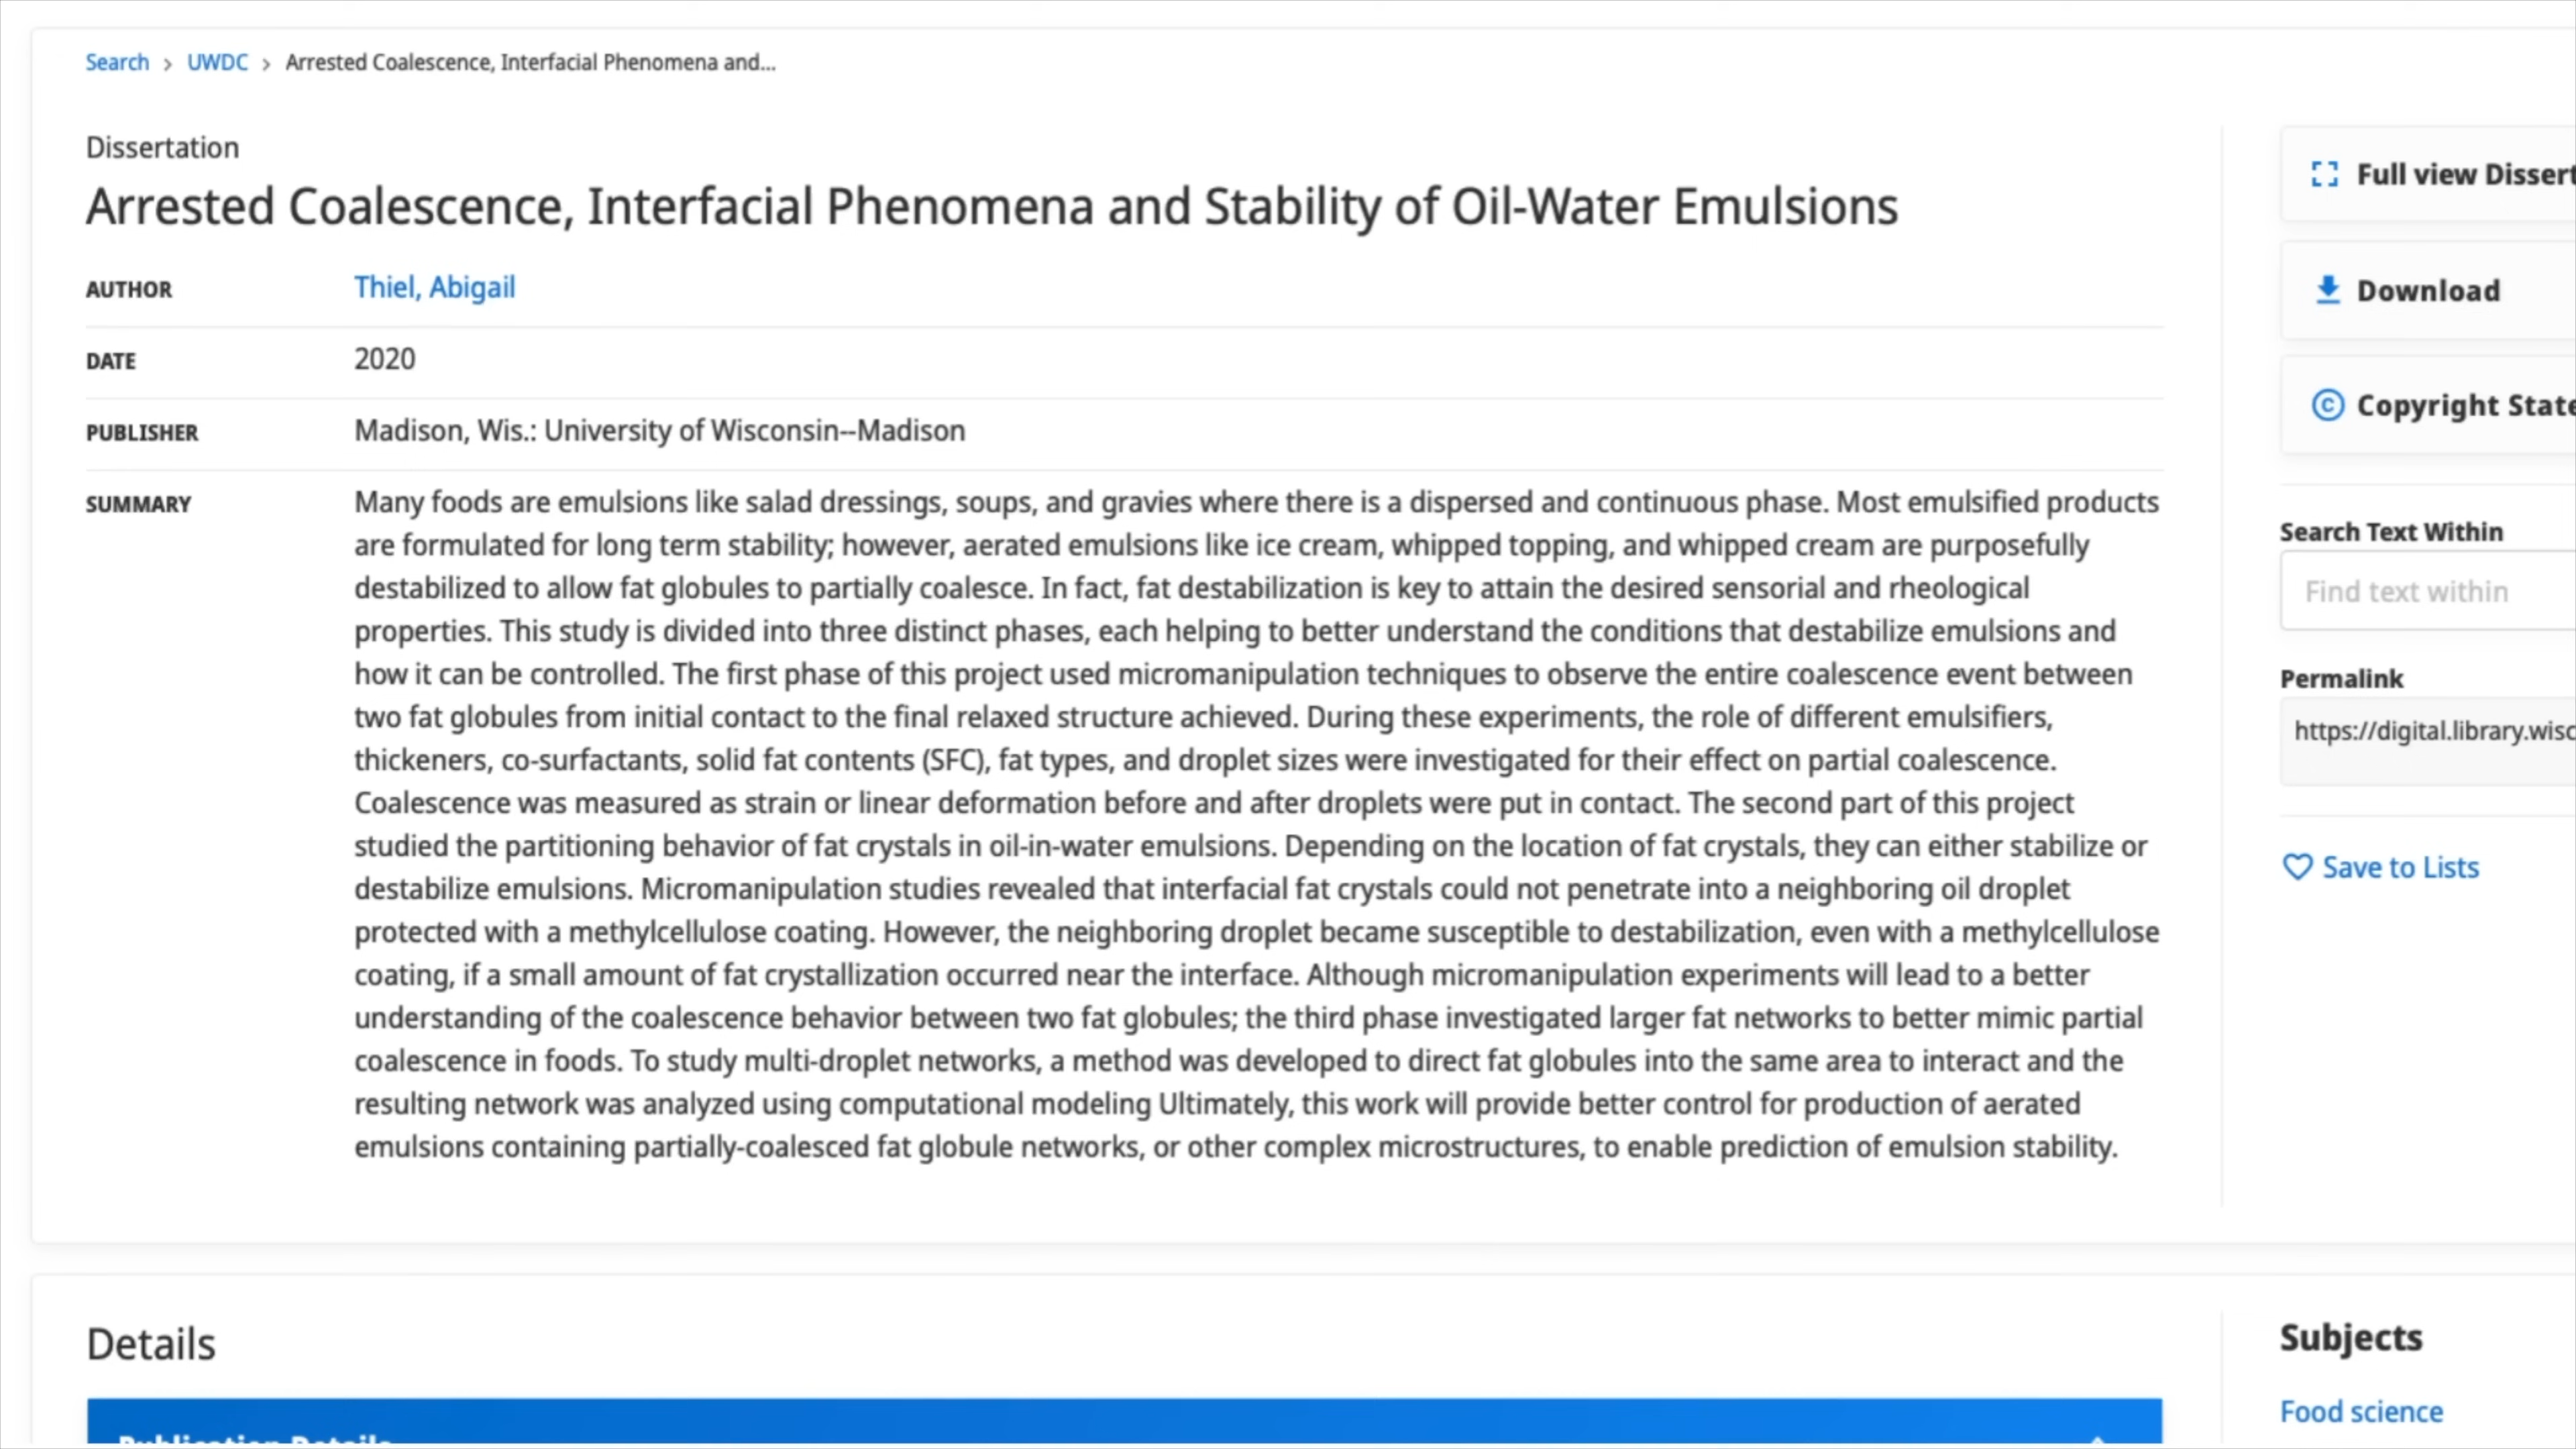 Search > UWDC > Arrested Coalescence, Interfacial Phenomena and...
Dissertation
Arrested Coalescence, Interfacial Phenomena and Stability of Oil-Water Emulsions
AUTHOR Thiel, Abigail
DATE 2020
PUBLISHER Madison, Wis.: University of Wisconsin--Madison
SUMMARY Many foods are emulsions like salad dressings, soups, and gravies where there is a dispersed and continuous phase. Most emulsified products
are formulated for long term stability; however, aerated emulsions like ice cream, whipped topping, and whipped cream are purposefully
destabilized to allow fat globules to partially coalesce. In fact, fat destabilization is key to attain the desired sensorial and rheological
properties. This study is divided into three distinct phases, each helping to better understand the conditions that destabilize emulsions and
how it can be controlled. The first phase of this project used micromanipulation techniques to observe the entire coalescence event between
two fat globules from initial contact to the final relaxed structure achieved. During these experiments, the role of different emulsifiers,
thickeners, co-surfactants, solid fat contents (SFC), fat types, and droplet sizes were investigated for their effect on partial coalescence.
Coalescence was measured as strain or linear deformation before and after droplets were put in contact. The second part of this project
studied the partitioning behavior of fat crystals in oil-in-water emulsions. Depending on the location of fat crystals, they can either stabilize or
destabilize emulsions. Micromanipulation studies revealed that interfacial fat crystals could not penetrate into a neighboring oil droplet
protected with a methylcellulose coating. However, the neighboring droplet became susceptible to destabilization, even with a methylcellulose
coating, if a small amount of fat crystallization occurred near the interface. Although micromanipulation experiments will lead to a better
understanding of the coalescence behavior between two fat globules; the third phase investigated larger fat networks to better mimic partial
coalescence in foods. To study multi-droplet networks, a method was developed to direct fat globules into the same area to interact and the
resulting network was analyzed using computational modeling Ultimately, this work will provide better control for production of aerated
emulsions containing partially-coalesced fat globule networks, or other complex microstructures, to enable prediction of emulsion stability.
Full view Dissert
Download
© Copyright State
Search Text Within
Find text within
Permalink
https://digital.library.wisc
Save to Lists
Details
Publication Details
Subjects
Food science